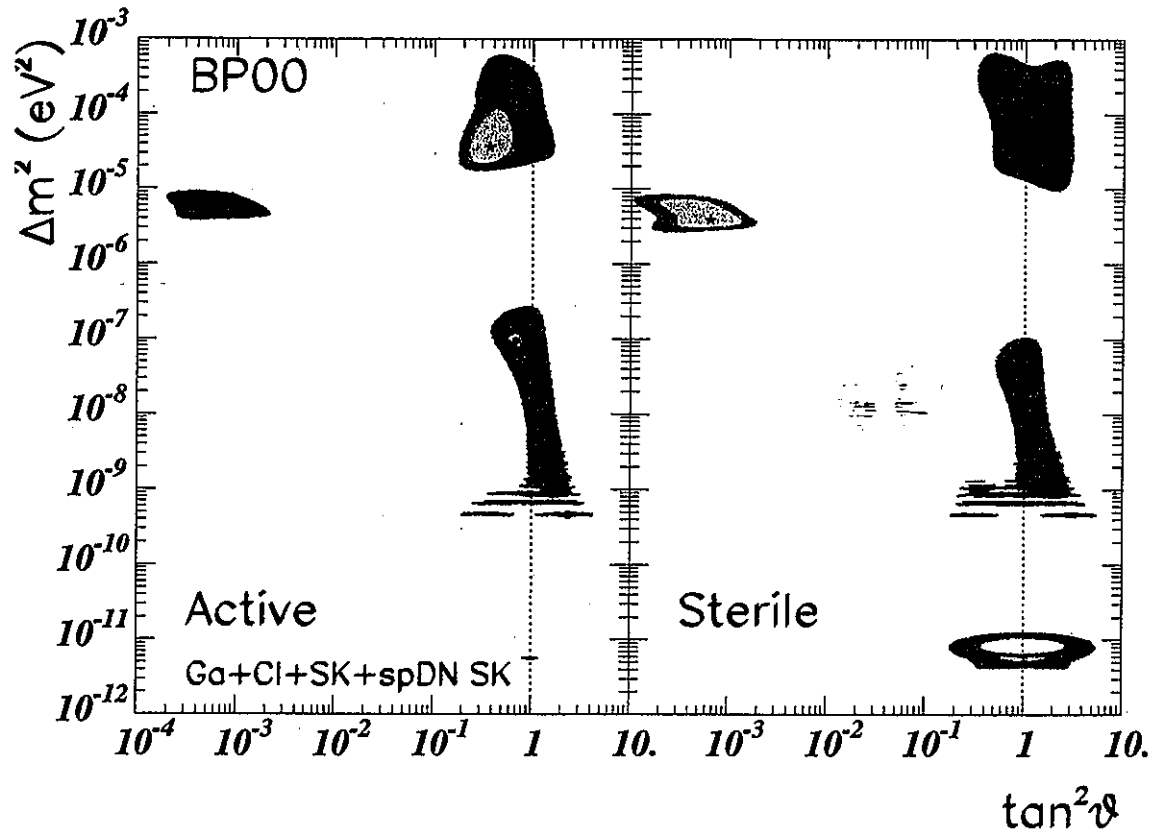 Δm² (eV²)
10⁻³
10⁻⁴
10⁻⁵
10⁻⁶
10⁻⁷
10⁻⁸
10⁻⁹
10⁻¹⁰
10⁻¹¹
10⁻¹²
BP00
Active
Ga+Cl+SK+spDN SK
Sterile
10⁻⁴ 10⁻³ 10⁻² 10⁻¹ 1 10. 10⁻³ 10⁻² 10⁻¹ 1 10.
tan²ϑ